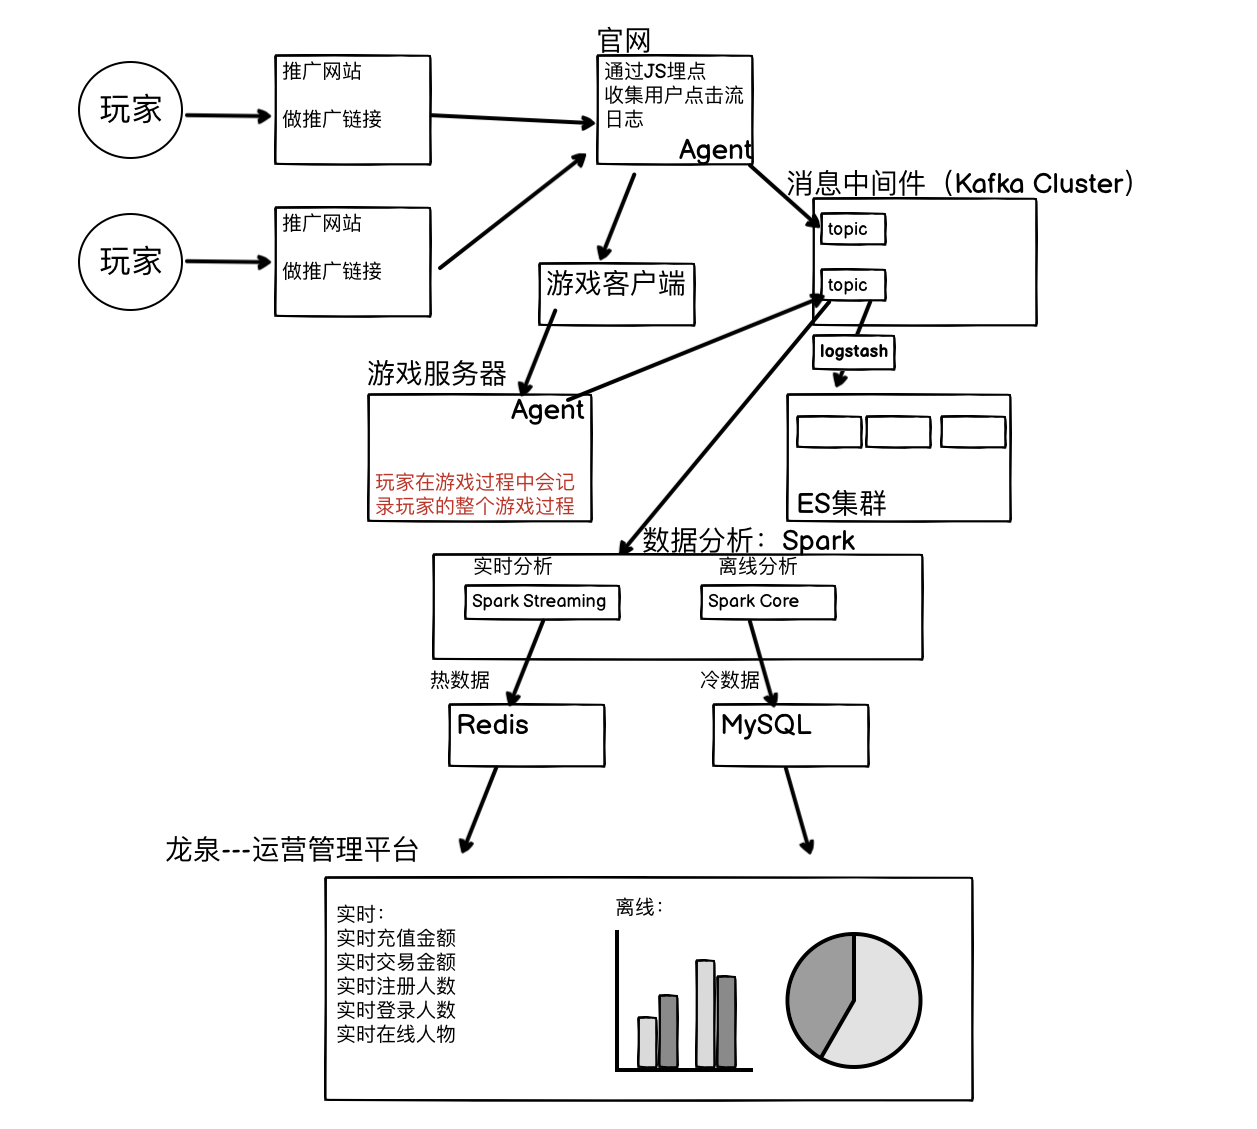 官网
玩家
推广网站
做推广链接
通过JS埋点
收集用户点击流
日志
Agent
消息中间件（Kafka Cluster）
topic
topic
玩家
推广网站
做推广链接
游戏客户端
logstash
游戏服务器
Agent
玩家在游戏过程中会记
录玩家的整个游戏过程
ES集群
数据分析：Spark
实时分析
离线分析
Spark Streaming
Spark Core
热数据
冷数据
Redis
MySQL
龙泉---运营管理平台
实时：
实时充值金额
实时交易金额
实时注册人数
实时登录人数
实时在线人物
离线：